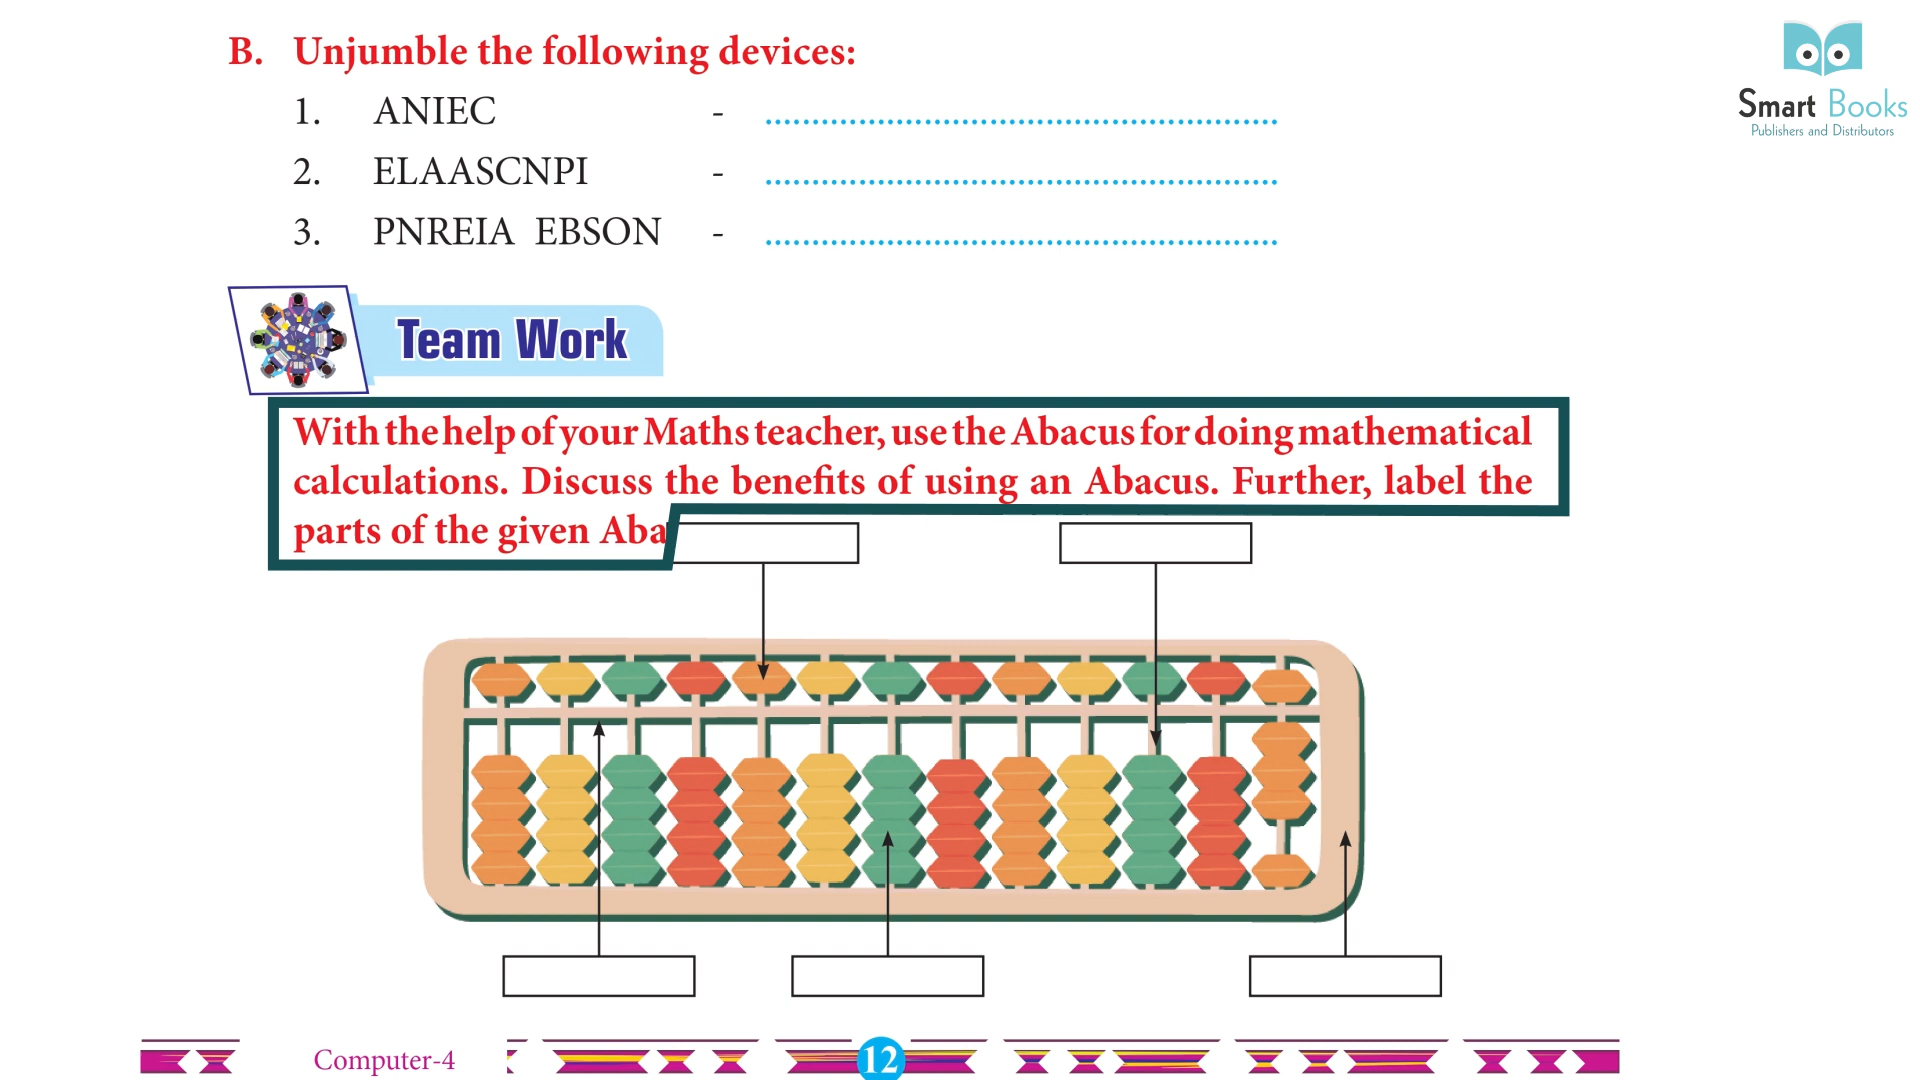 B. Unjumble the following devices:
1. ANIEC - ................................................................
2. ELAASCNPI - ................................................................
3. PNREIA EBSON - ................................................................
Smart Books
Publishers and Distributors
Team Work
With the help of your Maths teacher, use the Abacus for doing mathematical
calculations. Discuss the benefits of using an Abacus. Further, label the
parts of the given Aba
Computer-4
12